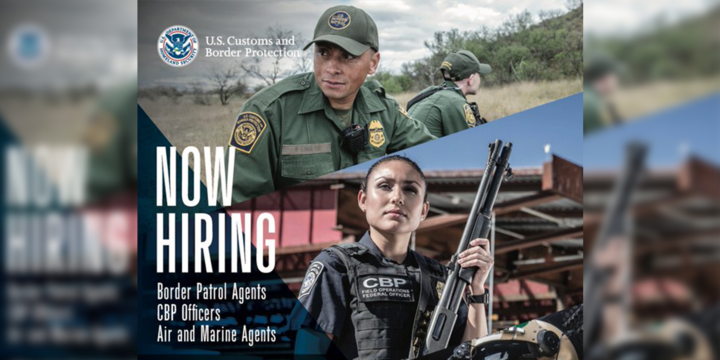 U.S. Customs and
Border Protection
NOW
HIRING
Border Patrol Agents
CBP Officers
Air and Marine Agents
CBP
FIELD OPERATIONS
FEDERAL OFFICER